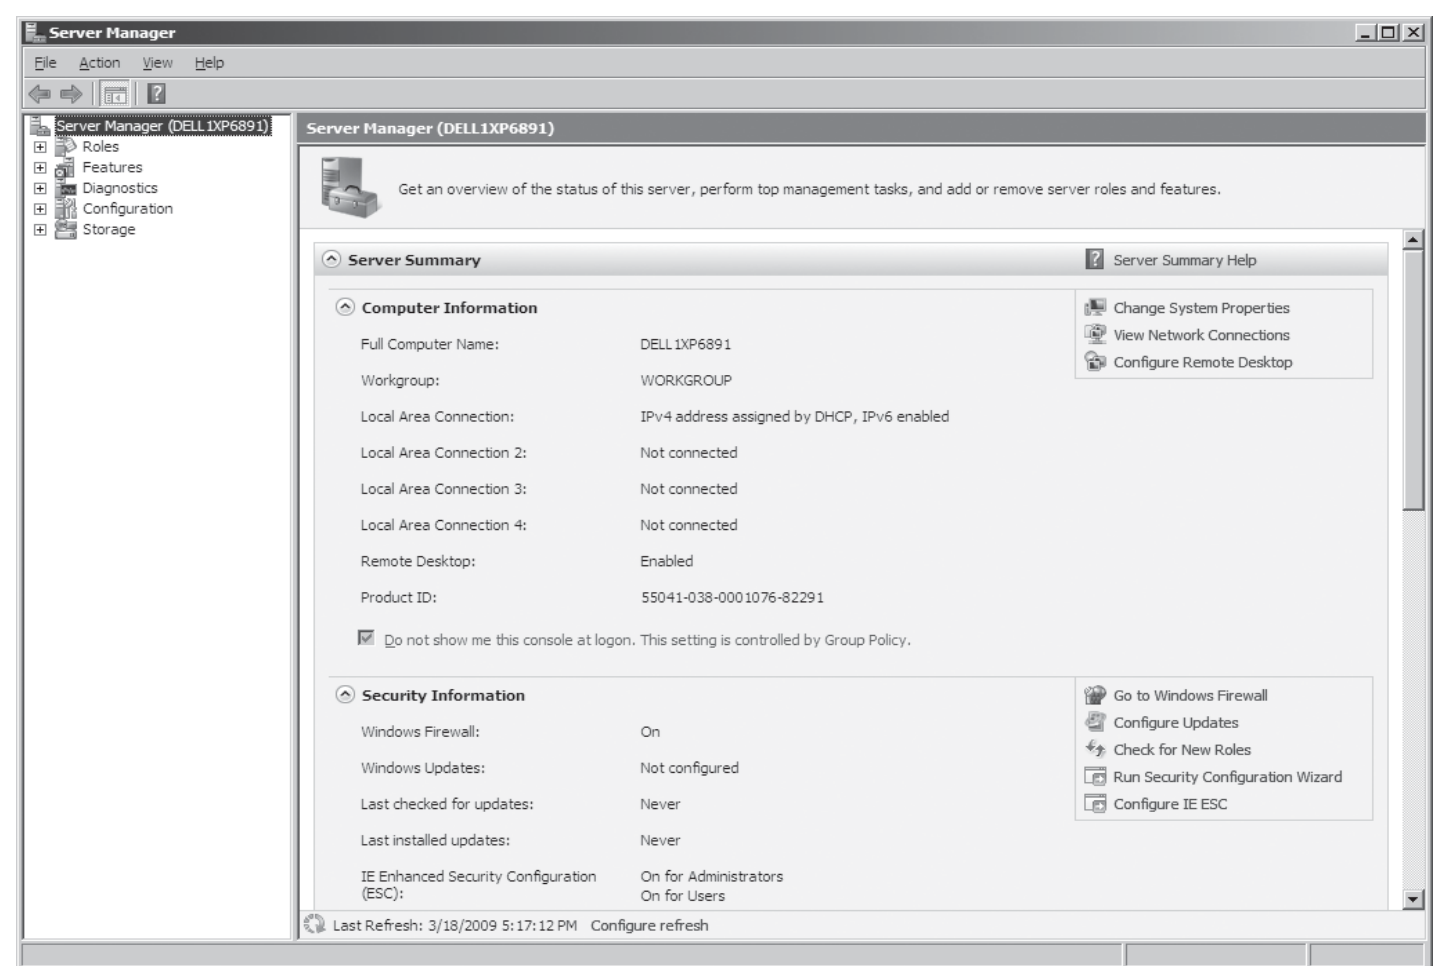 Server Manager
File Action View Help
Server Manager (DELL1XP6891)
Roles
Features
Diagnostics
Configuration
Storage
Server Manager (DELL1XP6891)
Get an overview of the status of this server, perform top management tasks, and add or remove server roles and features.
Server Summary
Server Summary Help
Computer Information
Change System Properties
View Network Connections
Configure Remote Desktop
Full Computer Name: DELL1XP6891
Workgroup: WORKGROUP
Local Area Connection: IPv4 address assigned by DHCP, IPv6 enabled
Local Area Connection 2: Not connected
Local Area Connection 3: Not connected
Local Area Connection 4: Not connected
Remote Desktop: Enabled
Product ID: 55041-038-0001076-82291
Do not show me this console at logon. This setting is controlled by Group Policy.
Security Information
Go to Windows Firewall
Configure Updates
Check for New Roles
Run Security Configuration Wizard
Configure IE ESC
Windows Firewall: On
Windows Updates: Not configured
Last checked for updates: Never
Last installed updates: Never
IE Enhanced Security Configuration
(ESC):
On for Administrators
On for Users
Last Refresh: 3/18/2009 5:17:12 PM Configure refresh